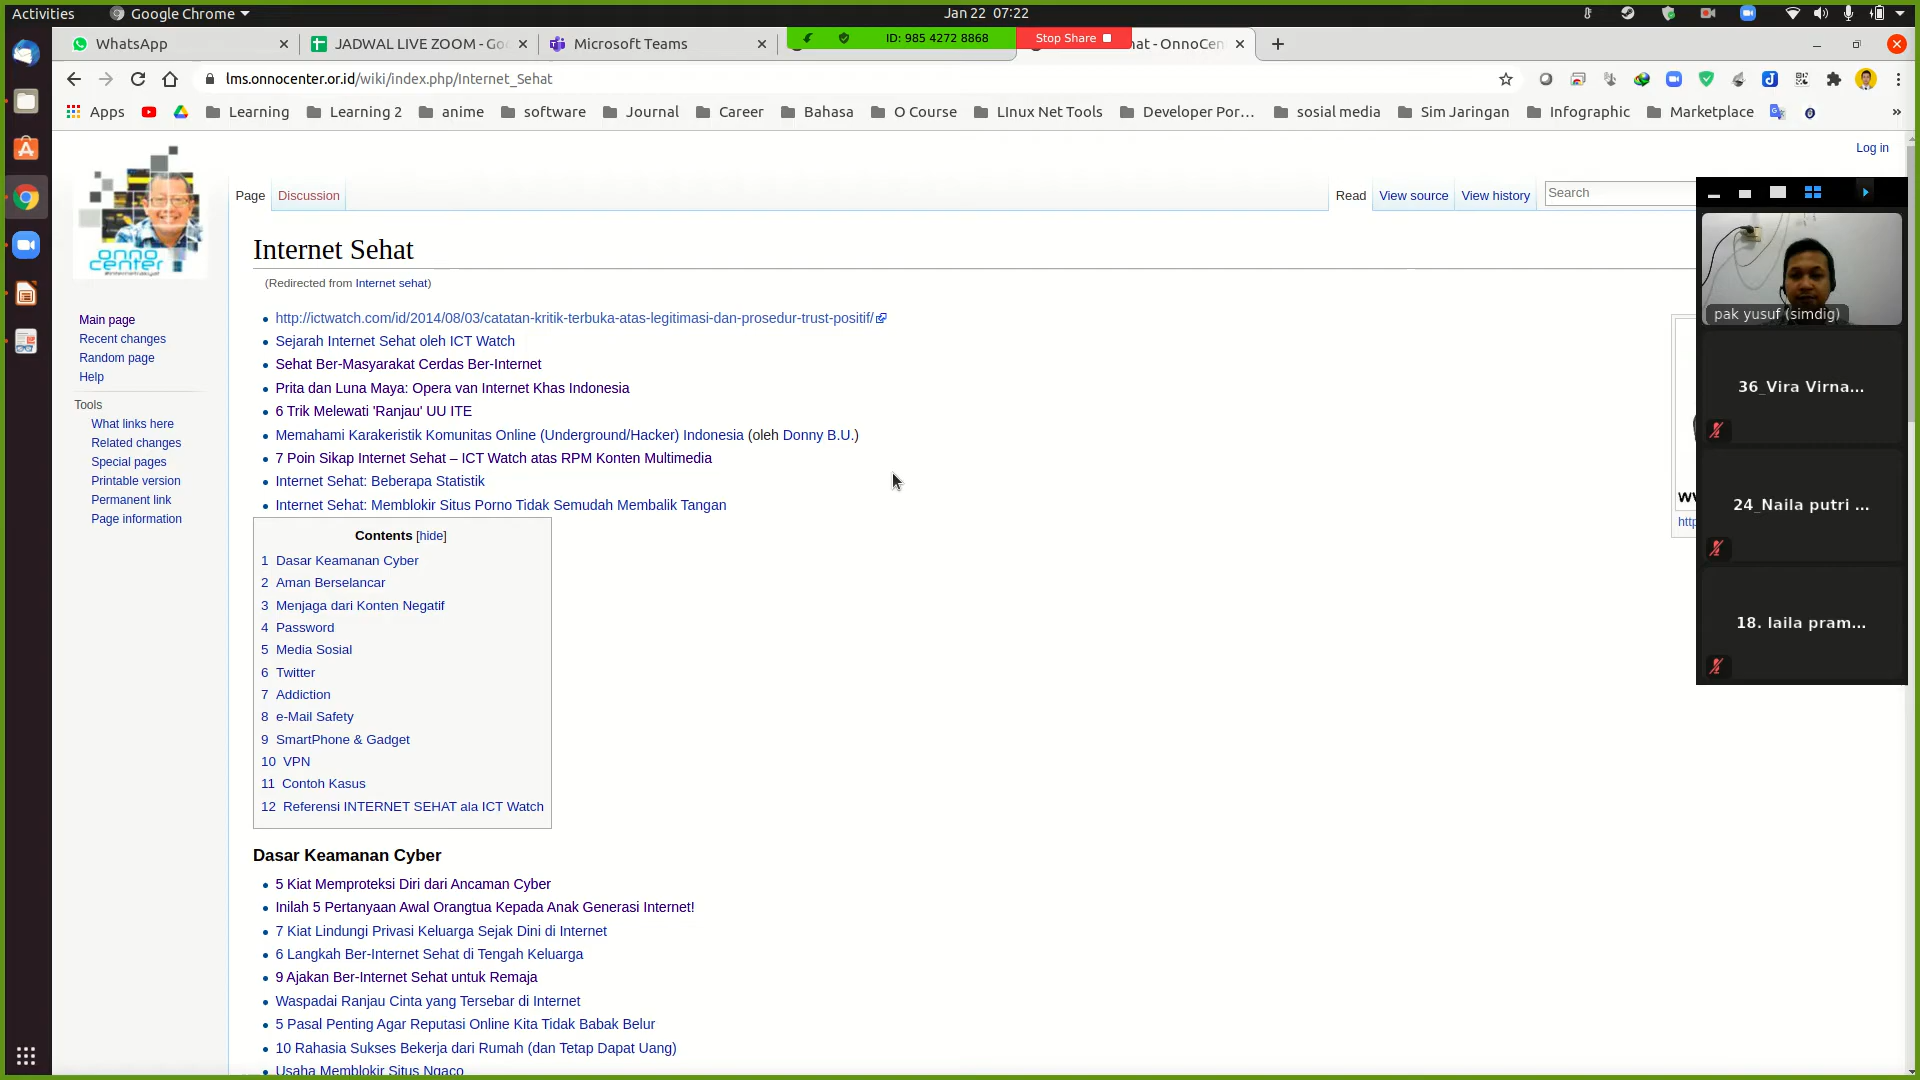 Activities
Google Chrome
Jan 22 07:22
WhatsApp
JADWAL LIVE ZOOM - Go
Microsoft Teams
ID: 985 4272 8868
Stop Share
hat - OnnoCen
lms.onnocenter.or.id/wiki/index.php/Internet_Sehat
Apps
Learning
Learning 2
anime
software
Journal
Career
Bahasa
O Course
LInux Net Tools
Developer Por...
sosial media
Sim Jaringan
Infographic
Marketplace
»
Log in
onno
center
Page
Discussion
Read
View source
View history
Search
Internet Sehat
(Redirected from Internet sehat)
http://ictwatch.com/id/2014/08/03/catatan-kritik-terbuka-atas-legitimasi-dan-prosedur-trust-positif/
Sejarah Internet Sehat oleh ICT Watch
Sehat Ber-Masyarakat Cerdas Ber-Internet
Prita dan Luna Maya: Opera van Internet Khas Indonesia
6 Trik Melewati 'Ranjau' UU ITE
Memahami Karakeristik Komunitas Online (Underground/Hacker) Indonesia (oleh Donny B.U.)
7 Poin Sikap Internet Sehat – ICT Watch atas RPM Konten Multimedia
Internet Sehat: Beberapa Statistik
Internet Sehat: Memblokir Situs Porno Tidak Semudah Membalik Tangan
Contents [hide]
1 Dasar Keamanan Cyber
2 Aman Berselancar
3 Menjaga dari Konten Negatif
4 Password
5 Media Sosial
6 Twitter
7 Addiction
8 e-Mail Safety
9 SmartPhone & Gadget
10 VPN
11 Contoh Kasus
12 Referensi INTERNET SEHAT ala ICT Watch
Dasar Keamanan Cyber
5 Kiat Memproteksi Diri dari Ancaman Cyber
Inilah 5 Pertanyaan Awal Orangtua Kepada Anak Generasi Internet!
7 Kiat Lindungi Privasi Keluarga Sejak Dini di Internet
6 Langkah Ber-Internet Sehat di Tengah Keluarga
9 Ajakan Ber-Internet Sehat untuk Remaja
Waspadai Ranjau Cinta yang Tersebar di Internet
5 Pasal Penting Agar Reputasi Online Kita Tidak Babak Belur
10 Rahasia Sukses Bekerja dari Rumah (dan Tetap Dapat Uang)
Usaha Memblokir Situs Ngaco
Main page
Recent changes
Random page
Help
Tools
What links here
Related changes
Special pages
Printable version
Permanent link
Page information
http
pak yusuf (simdig)
36_Vira Virna...
24_Naila putri ...
18. laila pram...